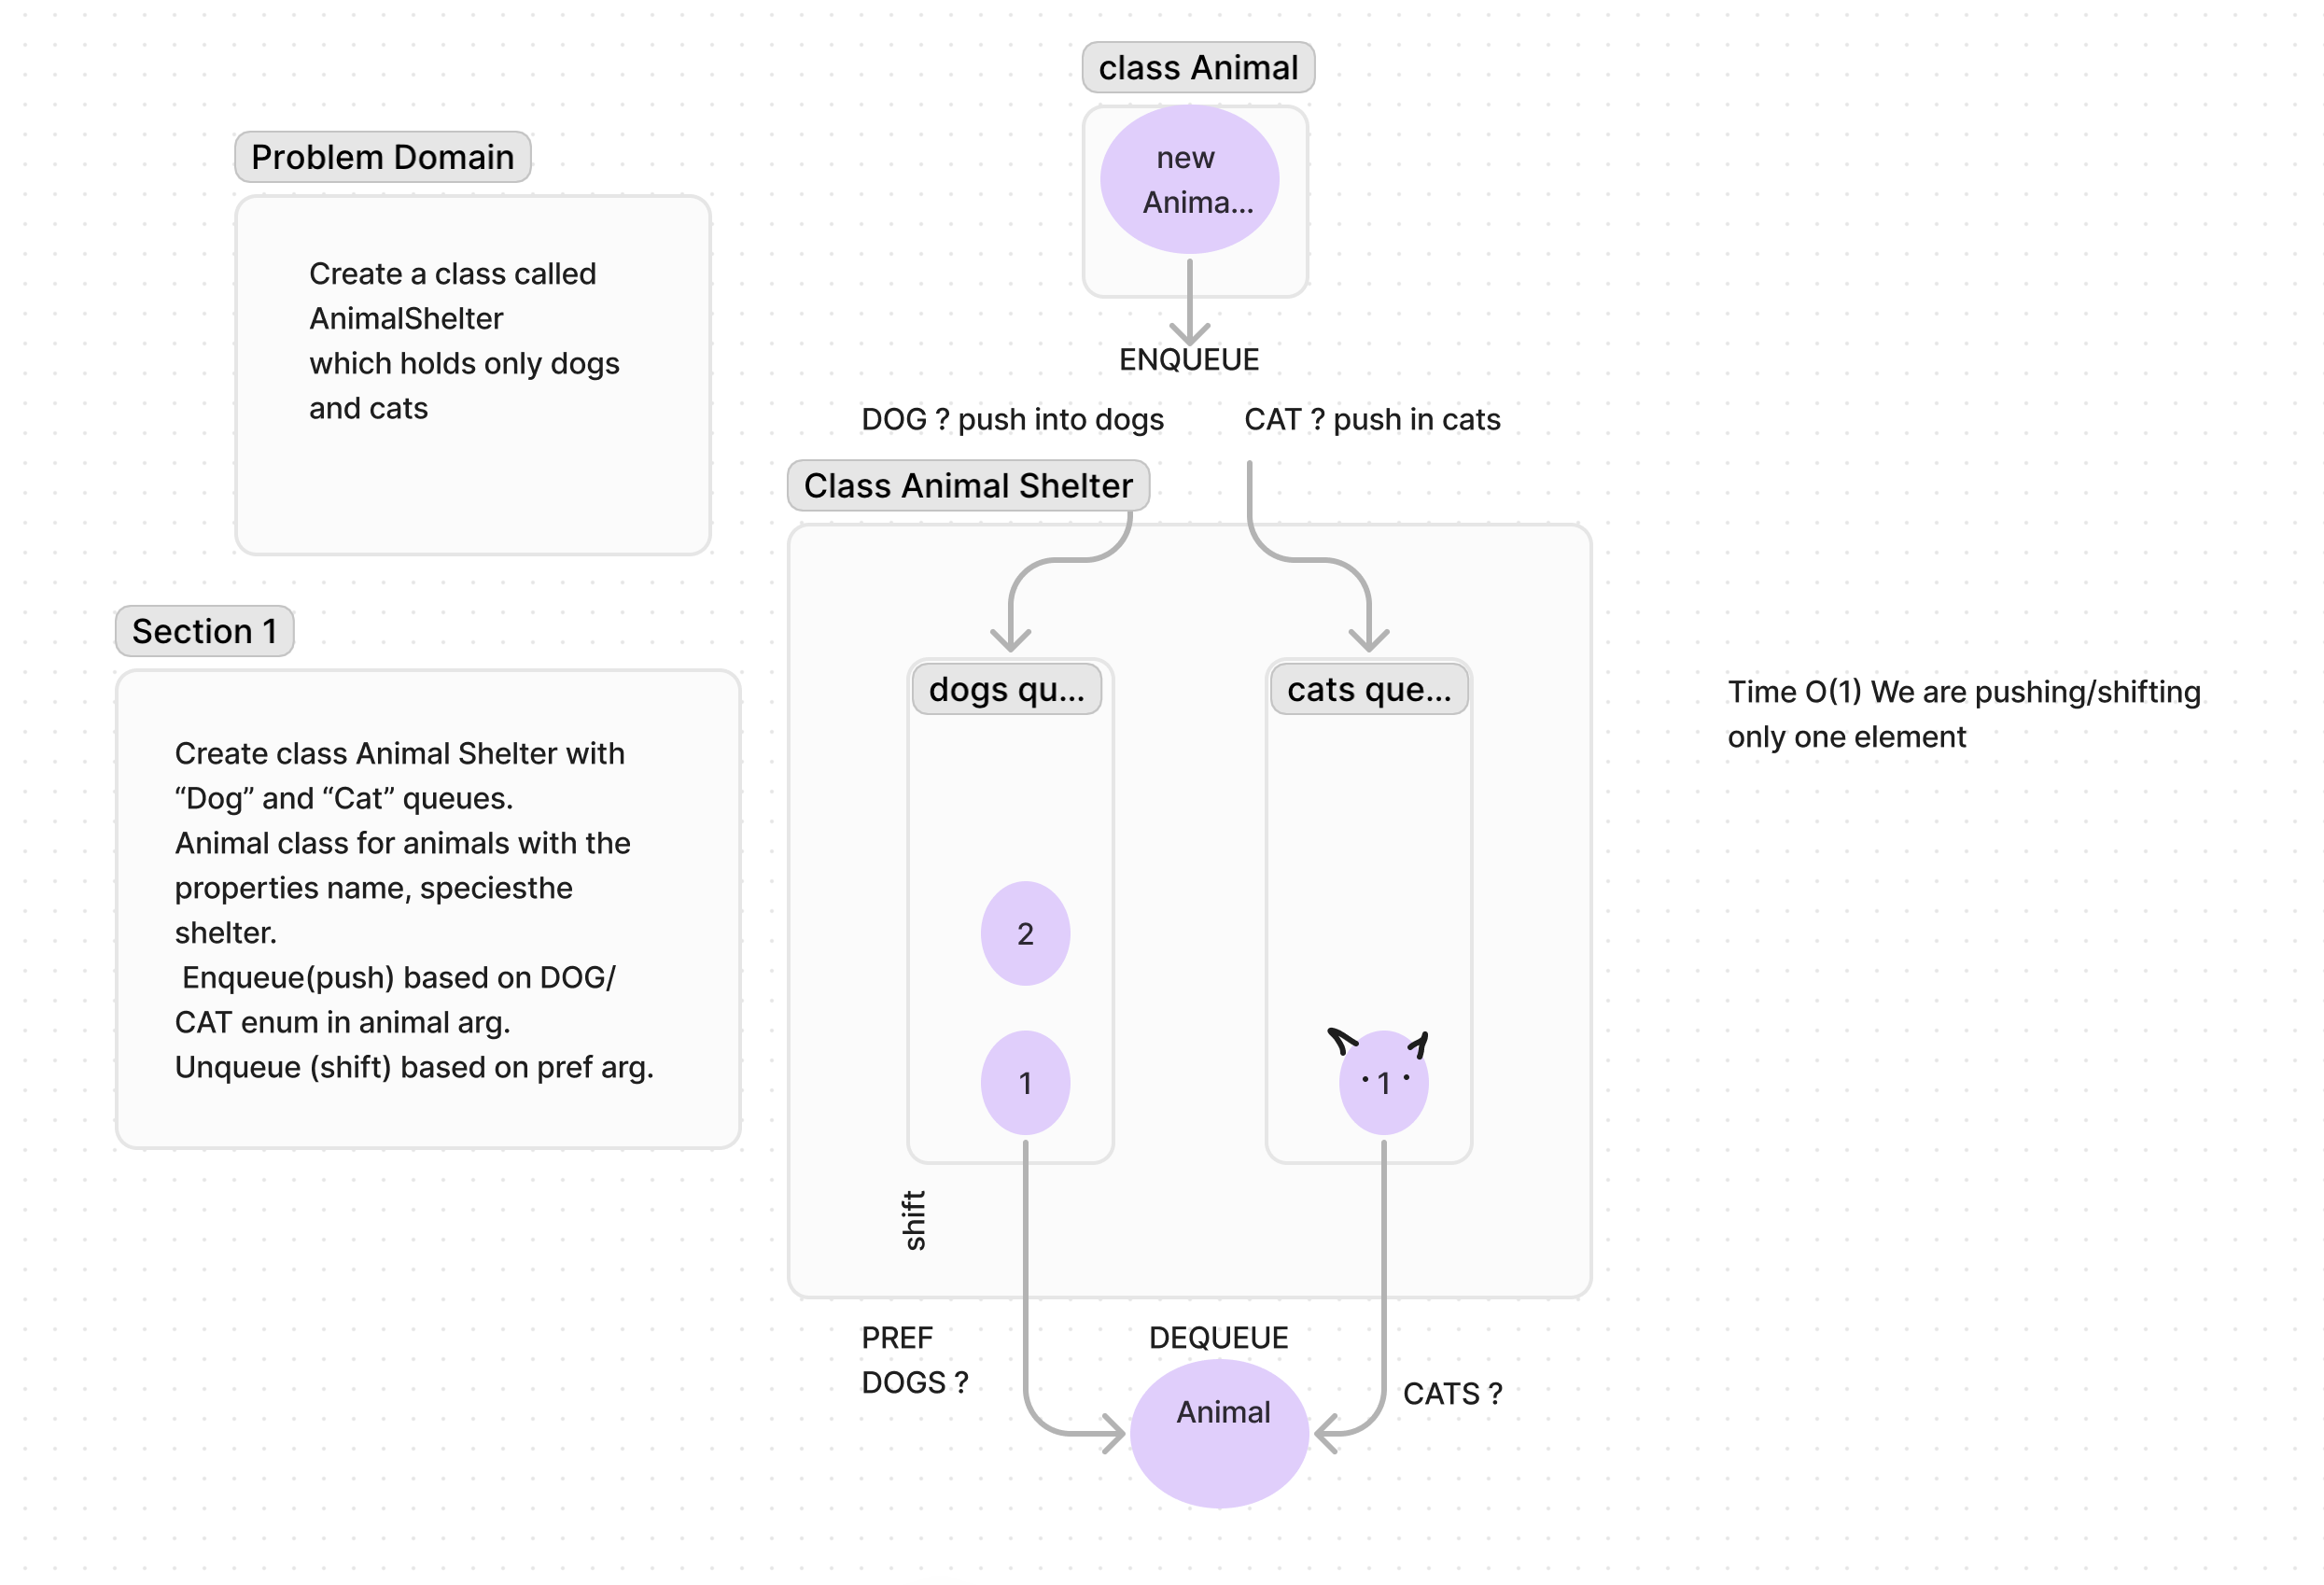 class Animal
new
Anima...
Problem Domain
Create a class called
AnimalShelter
which holds only dogs
and cats
ENQUEUE
DOG ? push into dogs
CAT ? push in cats
Class Animal Shelter
Section 1
Create class Animal Shelter with
“Dog” and “Cat” queues.
Animal class for animals with the
properties name, speciesthe
shelter.
Enqueue(push) based on DOG/
CAT enum in animal arg.
Unqueue (shift) based on pref arg.
dogs qu...
cats que...
2
1
1
shift
Time O(1) We are pushing/shifting
only one element
PREF
DOGS ?
DEQUEUE
Animal
CATS ?